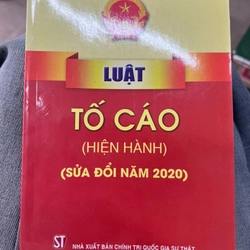 LUẬT
TỐ CÁO
(HIỆN HÀNH)
(SỬA ĐỔI NĂM 2020)
ST
NHÀ XUẤT BẢN CHÍNH TRỊ QUỐC GIA SỰ THẬT